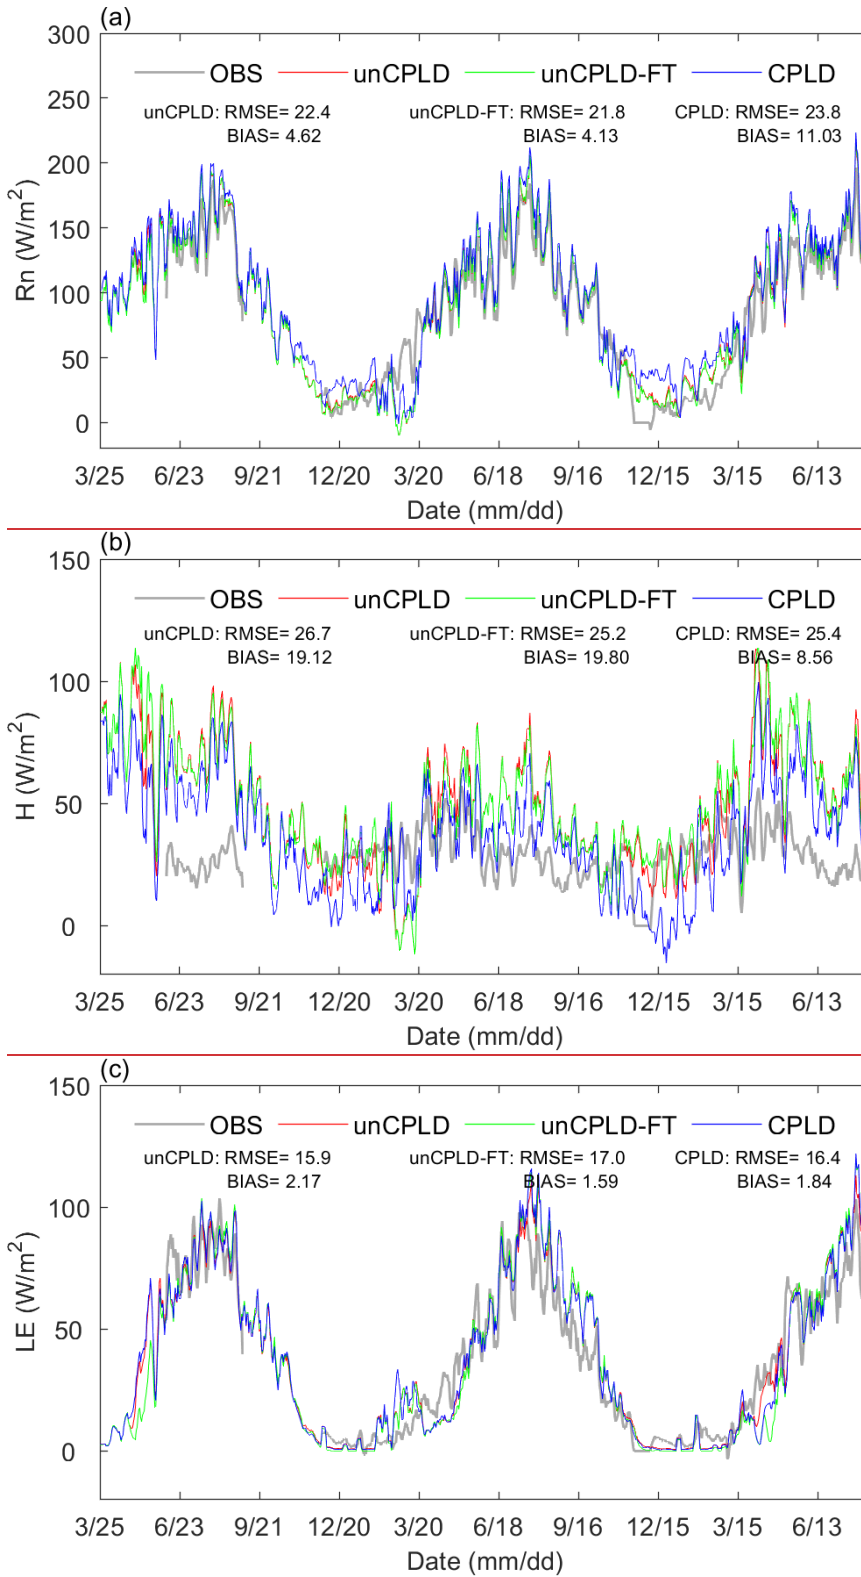 (a)
300
250
200
150
100
50
0
Rn (W/m²)
OBS unCPLD unCPLD-FT CPLD
unCPLD: RMSE= 22.4 unCPLD-FT: RMSE= 21.8 CPLD: RMSE= 23.8
BIAS= 4.62 BIAS= 4.13 BIAS= 11.03
3/25 6/23 9/21 12/20 3/20 6/18 9/16 12/15 3/15 6/13
Date (mm/dd)
(b)
150
100
50
0
H (W/m²)
OBS unCPLD unCPLD-FT CPLD
unCPLD: RMSE= 26.7 unCPLD-FT: RMSE= 25.2 CPLD: RMSE= 25.4
BIAS= 19.12 BIAS= 19.80 BIAS= 8.56
3/25 6/23 9/21 12/20 3/20 6/18 9/16 12/15 3/15 6/13
Date (mm/dd)
(c)
150
100
50
0
LE (W/m²)
OBS unCPLD unCPLD-FT CPLD
unCPLD: RMSE= 15.9 unCPLD-FT: RMSE= 17.0 CPLD: RMSE= 16.4
BIAS= 2.17 BIAS= 1.59 BIAS= 1.84
3/25 6/23 9/21 12/20 3/20 6/18 9/16 12/15 3/15 6/13
Date (mm/dd)